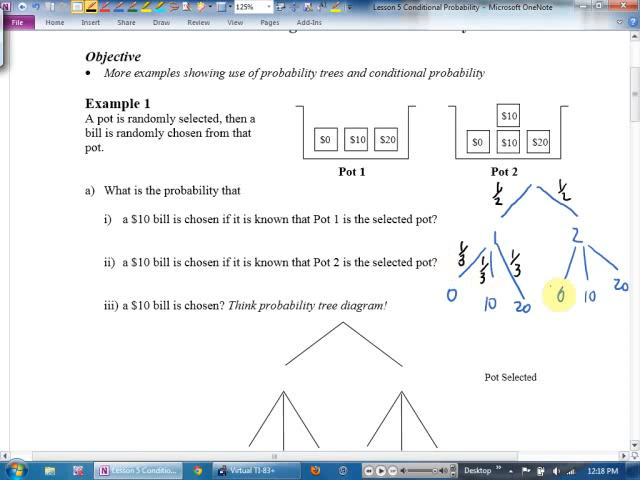 Lesson 5 Conditional Probability - Microsoft OneNote
File
Home
Insert
Share
Draw
Review
View
Add-Ins
125%
Objective
• More examples showing use of probability trees and conditional probability
Example 1
A pot is randomly selected, then a
bill is randomly chosen from that
pot.
$0 $10 $20
Pot 1
$10
$0 $10 $20
Pot 2
a) What is the probability that
i) a $10 bill is chosen if it is known that Pot 1 is the selected pot?
ii) a $10 bill is chosen if it is known that Pot 2 is the selected pot?
iii) a $10 bill is chosen? Think probability tree diagram!
1/2 1/2
1 2
1/3 1/3 1/3
0 10 20 0 10 20
Pot Selected
Lesson 5 Conditio...
Virtual TI-83+
Desktop
12:18 PM